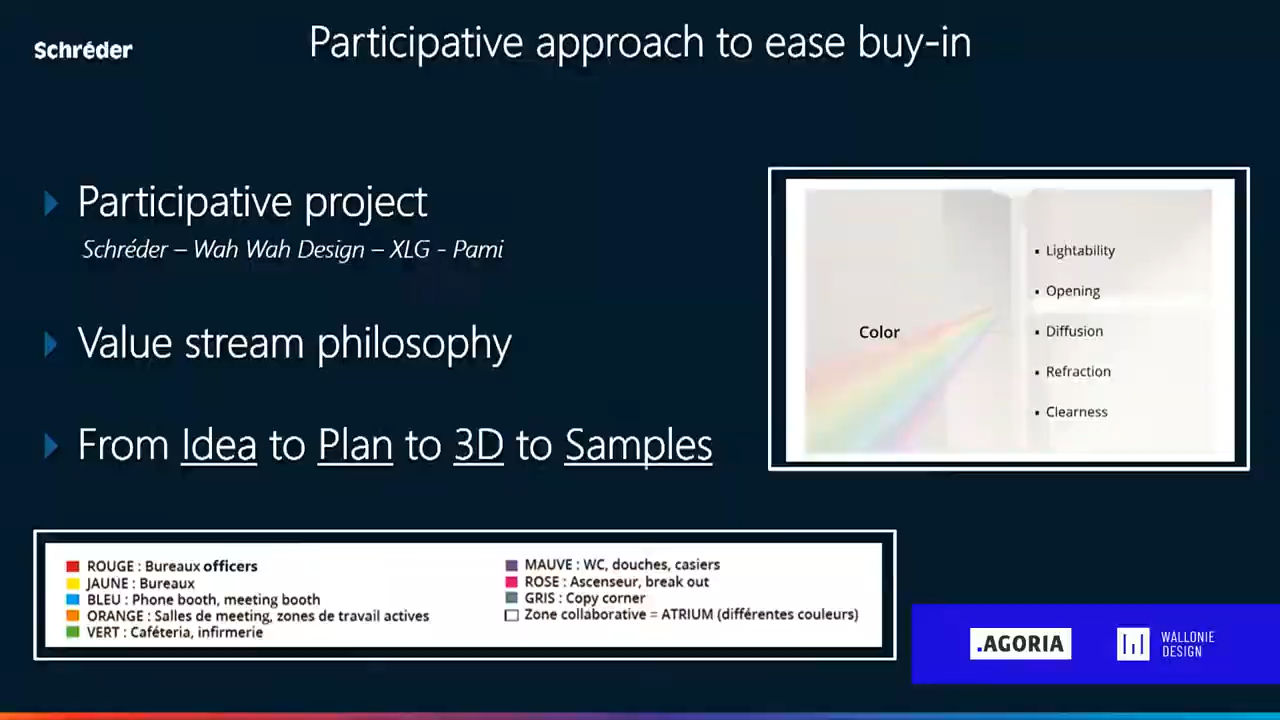 Schréder
Participative approach to ease buy-in
Participative project
Schréder – Wah Wah Design – XLG - Pami
Value stream philosophy
From Idea to Plan to 3D to Samples
Color
▪ Lightability
▪ Opening
▪ Diffusion
▪ Refraction
▪ Clearness
ROUGE : Bureaux officers
JAUNE : Bureaux
BLEU : Phone booth, meeting booth
ORANGE : Salles de meeting, zones de travail actives
VERT : Caféteria, infirmerie
MAUVE : WC, douches, casiers
ROSE : Ascenseur, break out
GRIS : Copy corner
Zone collaborative = ATRIUM (différentes couleurs)
.AGORIA
WALLONIE
DESIGN